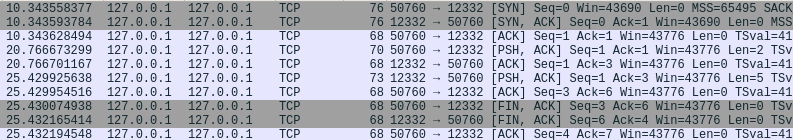 10.343558377 127.0.0.1 127.0.0.1 TCP 76 50760 → 12332 [SYN] Seq=0 Win=43690 Len=0 MSS=65495 SACK
10.343593784 127.0.0.1 127.0.0.1 TCP 76 12332 → 50760 [SYN, ACK] Seq=0 Ack=1 Win=43690 Len=0 MSS
10.343628494 127.0.0.1 127.0.0.1 TCP 68 50760 → 12332 [ACK] Seq=1 Ack=1 Win=43776 Len=0 TSval=41
20.766673299 127.0.0.1 127.0.0.1 TCP 70 50760 → 12332 [PSH, ACK] Seq=1 Ack=1 Win=43776 Len=2 TSv
20.766701167 127.0.0.1 127.0.0.1 TCP 68 12332 → 50760 [ACK] Seq=1 Ack=3 Win=43776 Len=0 TSval=41
25.429925638 127.0.0.1 127.0.0.1 TCP 73 12332 → 50760 [PSH, ACK] Seq=1 Ack=3 Win=43776 Len=5 TSv
25.429954516 127.0.0.1 127.0.0.1 TCP 68 50760 → 12332 [ACK] Seq=3 Ack=6 Win=43776 Len=0 TSval=41
25.430074938 127.0.0.1 127.0.0.1 TCP 68 50760 → 12332 [FIN, ACK] Seq=3 Ack=6 Win=43776 Len=0 TSv
25.432165414 127.0.0.1 127.0.0.1 TCP 68 12332 → 50760 [FIN, ACK] Seq=6 Ack=4 Win=43776 Len=0 TSv
25.432194548 127.0.0.1 127.0.0.1 TCP 68 50760 → 12332 [ACK] Seq=4 Ack=7 Win=43776 Len=0 TSval=41